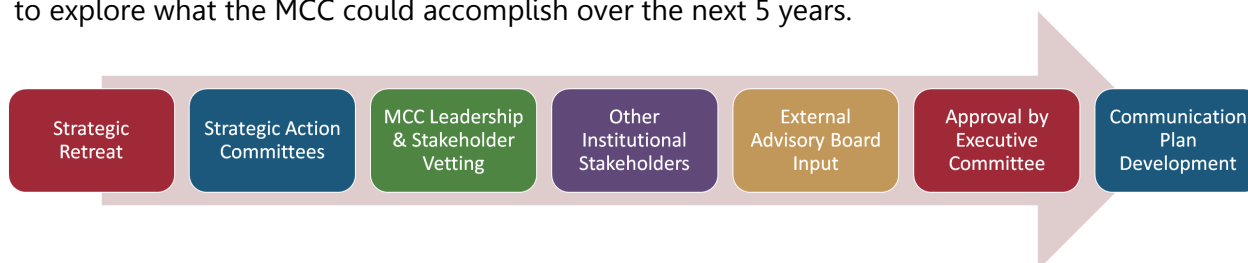 to explore what the MCC could accomplish over the next 5 years.
Strategic
Retreat
Strategic Action
Committees
MCC Leadership
& Stakeholder
Vetting
Other
Institutional
Stakeholders
External
Advisory Board
Input
Approval by
Executive
Committee
Communication
Plan
Development